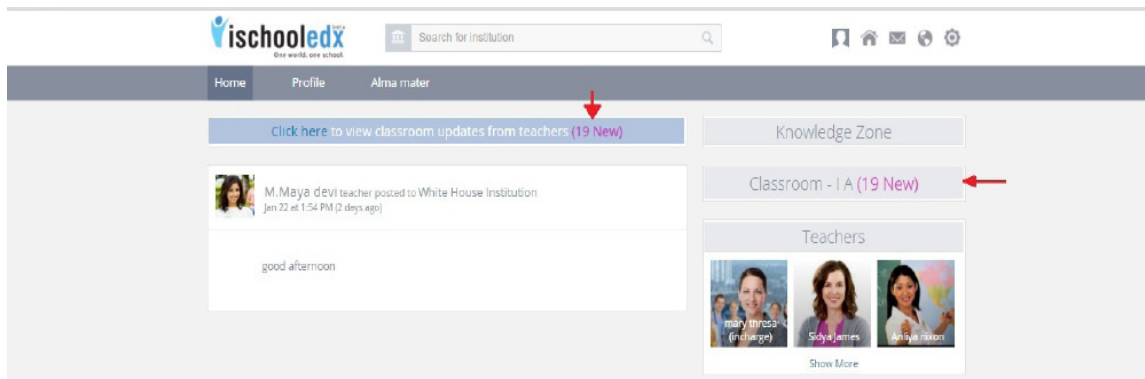 ischooledx
One world. one school.
Search for institution
Home Profile Alma mater
Click here to view classroom updates from teachers (19 New)
M.Maya devi teacher posted to White House Institution
Jan 22 at 1:54 PM (2 days ago)
good afternoon
Knowledge Zone
Classroom - I A (19 New)
Teachers
mary thresa
(incharge)
Sidya James
Anliya nixon
Show More